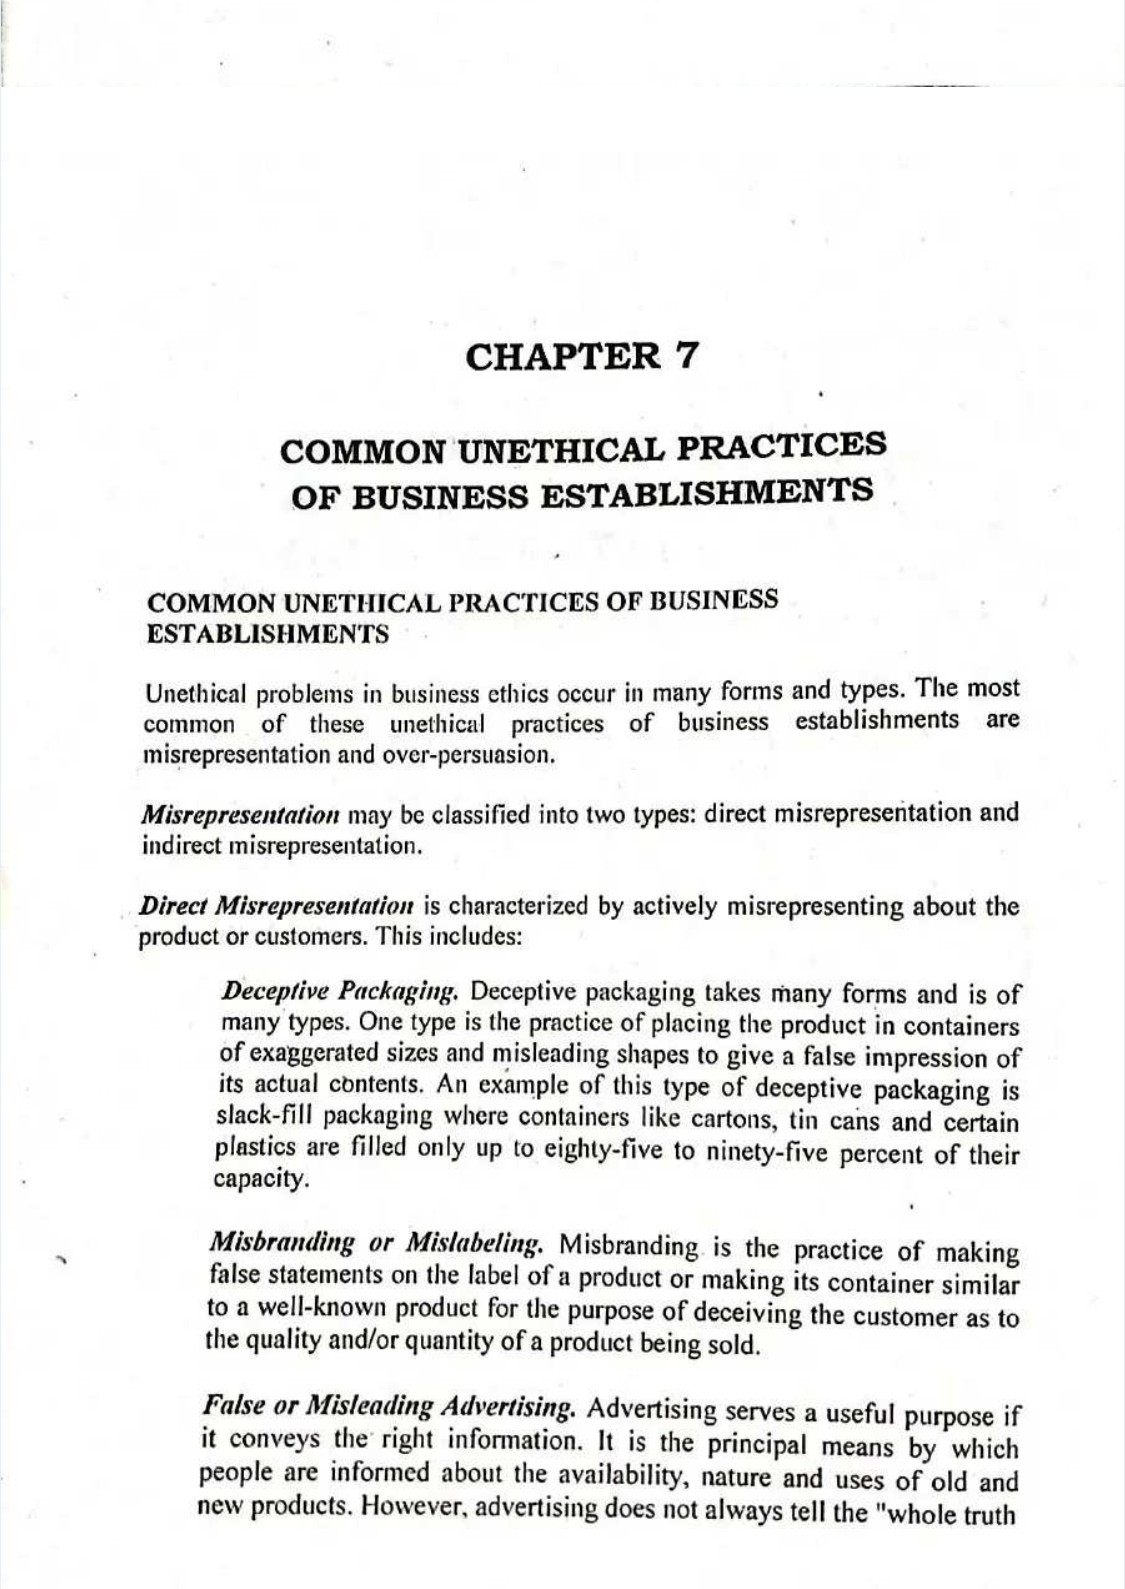 CHAPTER 7
COMMON UNETHICAL PRACTICES
OF BUSINESS ESTABLISHMENTS
COMMON UNETHICAL PRACTICES OF BUSINESS
ESTABLISHMENTS
Unethical problems in business ethics occur in many forms and types. The most
common of these unethical practices of business establishments are
misrepresentation and over-persuasion.
Misrepresentation may be classified into two types: direct misrepresentation and
indirect misrepresentation.
Direct Misrepresentation is characterized by actively misrepresenting about the
product or customers. This includes:
Deceptive Packaging. Deceptive packaging takes many forms and is of
many types. One type is the practice of placing the product in containers
of exaggerated sizes and misleading shapes to give a false impression of
its actual contents. An example of this type of deceptive packaging is
slack-fill packaging where containers like cartons, tin cans and certain
plastics are filled only up to eighty-five to ninety-five percent of their
capacity.
Misbranding or Mislabeling. Misbranding is the practice of making
false statements on the label of a product or making its container similar
to a well-known product for the purpose of deceiving the customer as to
the quality and/or quantity of a product being sold.
False or Misleading Advertising. Advertising serves a useful purpose if
it conveys the right information. It is the principal means by which
people are informed about the availability, nature and uses of old and
new products. However, advertising does not always tell the "whole truth